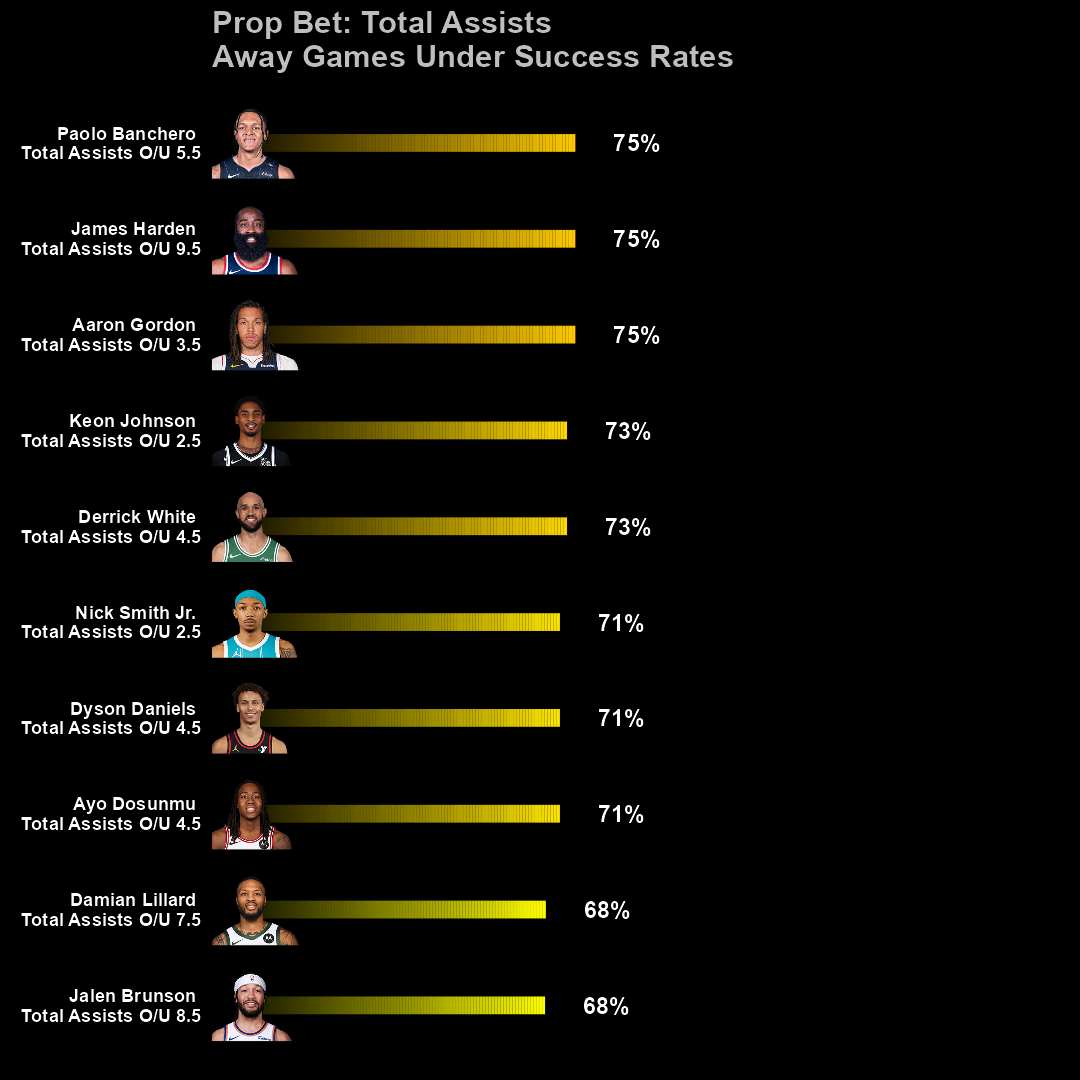 Prop Bet: Total Assists
Away Games Under Success Rates
Paolo Banchero
Total Assists O/U 5.5
75%
James Harden
Total Assists O/U 9.5
75%
Aaron Gordon
Total Assists O/U 3.5
75%
Keon Johnson
Total Assists O/U 2.5
73%
Derrick White
Total Assists O/U 4.5
73%
Nick Smith Jr.
Total Assists O/U 2.5
71%
Dyson Daniels
Total Assists O/U 4.5
71%
Ayo Dosunmu
Total Assists O/U 4.5
71%
Damian Lillard
Total Assists O/U 7.5
68%
Jalen Brunson
Total Assists O/U 8.5
68%